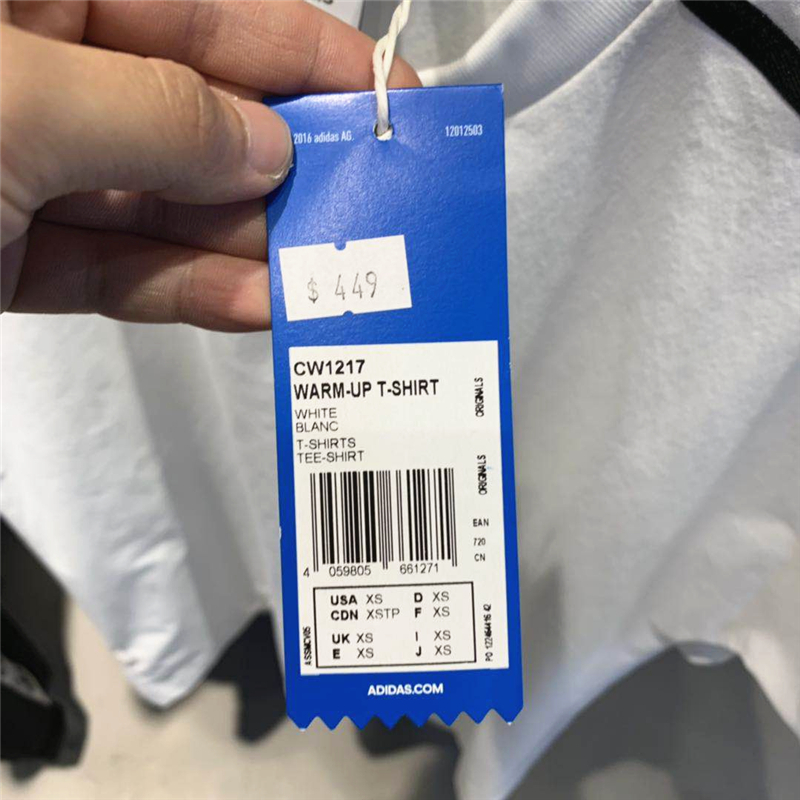 2016 adidas AG.
12012503
$ 449
CW1217
WARM-UP T-SHIRT
WHITE
BLANC
T-SHIRTS
TEE-SHIRT
ORIGINALS
ORIGINALS
EAN
720
CN
4 059805 661271
USA XS D XS
CDN XSTP F XS
UK XS I XS
E XS J XS
ADIDAS.COM